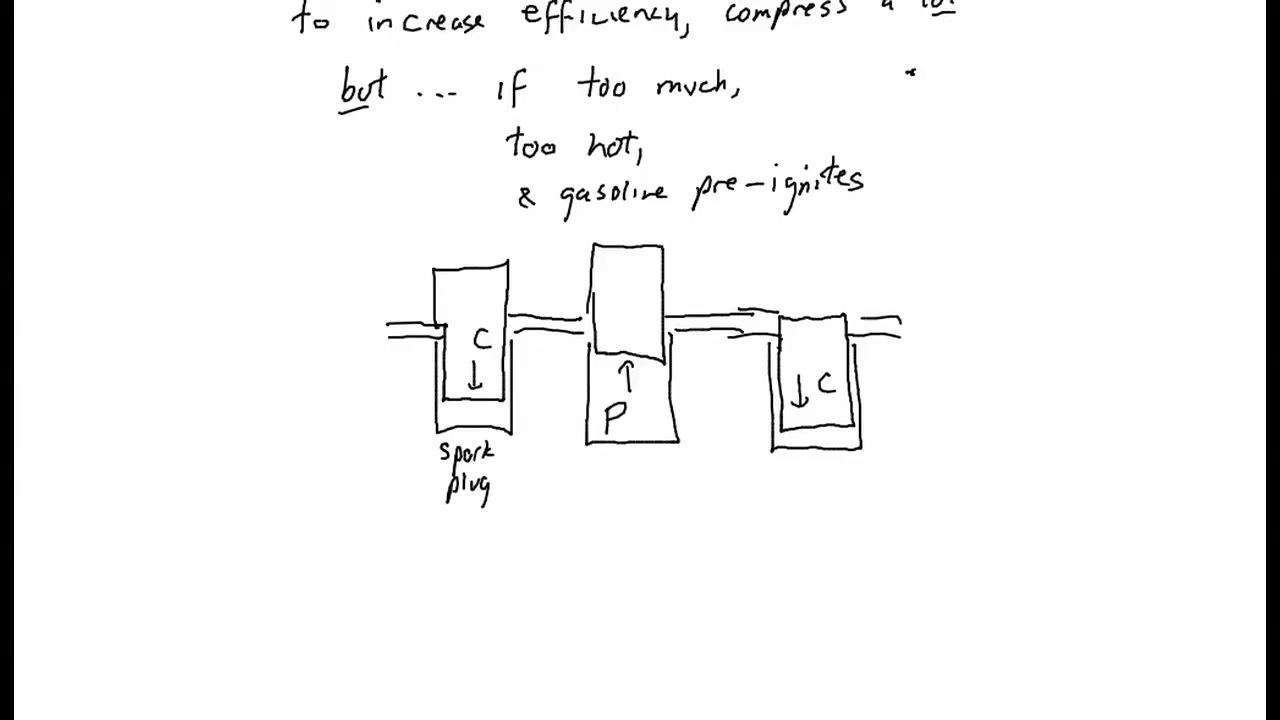 to increase efficiency, compress a lot
but ... if too much,
too hot,
& gasoline pre-ignites
C
P
C
spark
plug